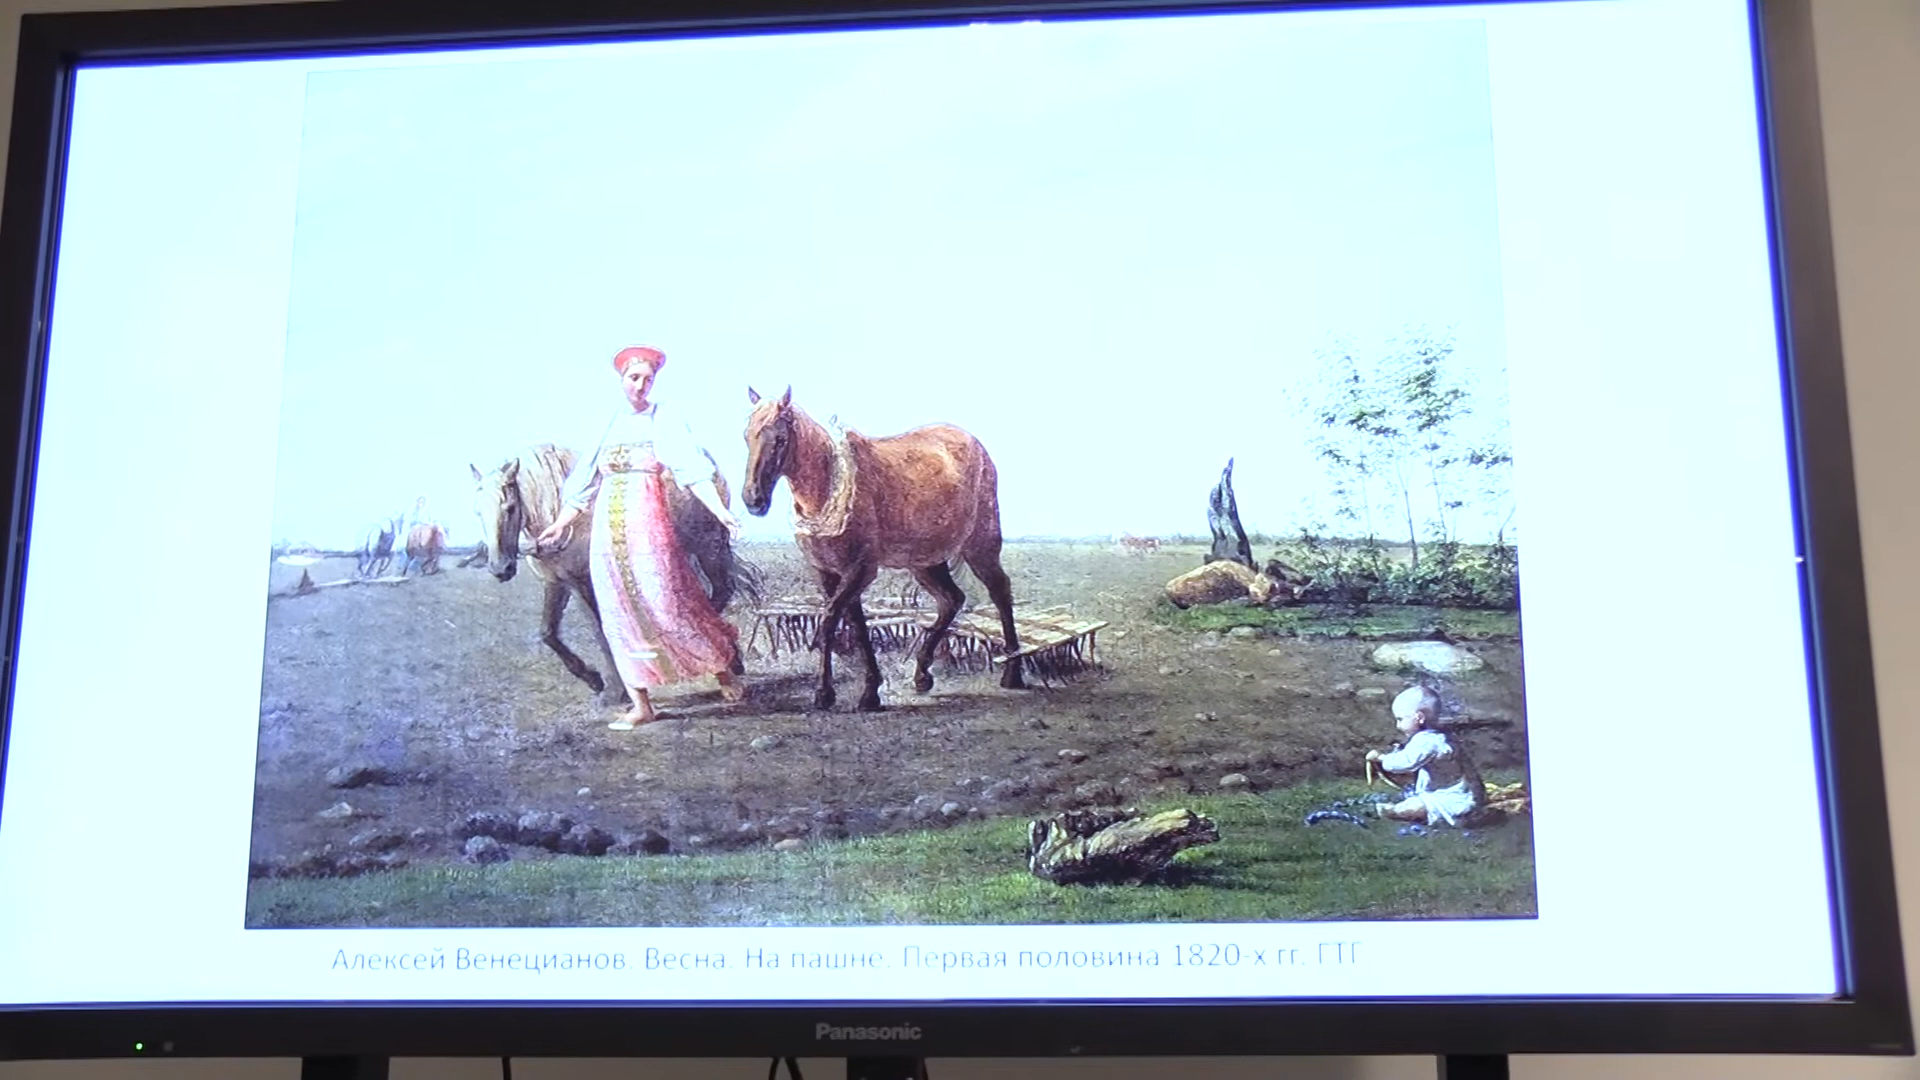 Алексей Венецианов. Весна. На пашне. Первая половина 1820-х гг. ГТГ
Panasonic